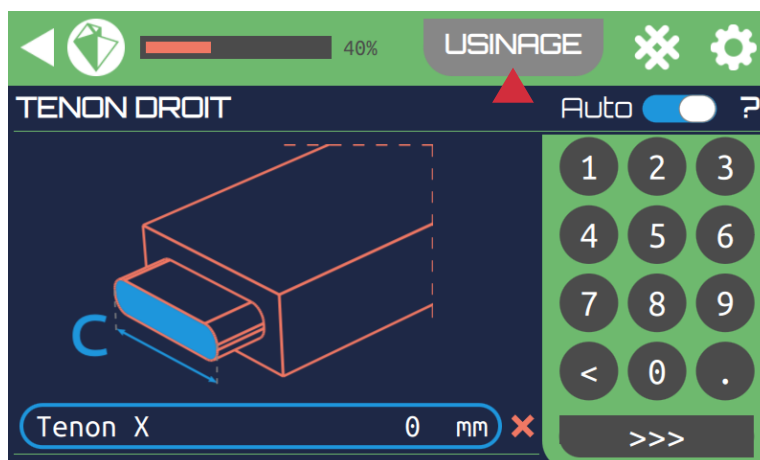 40%
USINAGE
TENON DROIT
Auto
?
1 2 3
4 5 6
7 8 9
< 0 .
>>>
C
Tenon X 0 mm